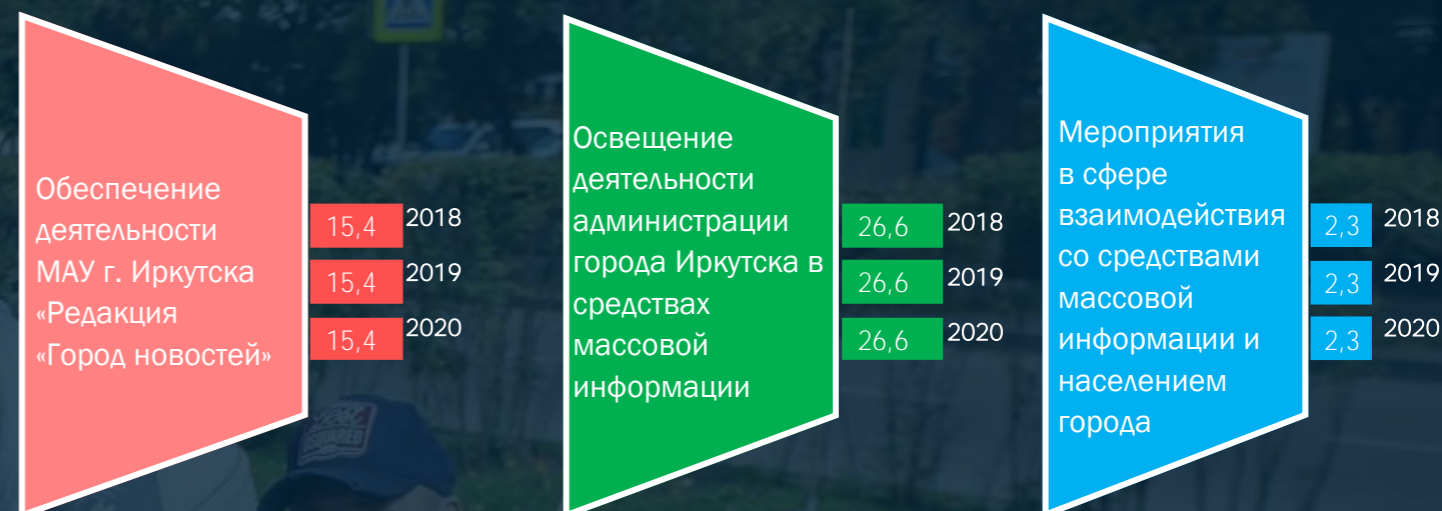 Обеспечение
деятельности
МАУ г. Иркутска
«Редакция
«Город новостей»
15,4 2018
15,4 2019
15,4 2020
Освещение
деятельности
администрации
города Иркутска в
средствах
массовой
информации
26,6 2018
26,6 2019
26,6 2020
Мероприятия
в сфере
взаимодействия
со средствами
массовой
информации и
населением
города
2,3 2018
2,3 2019
2,3 2020